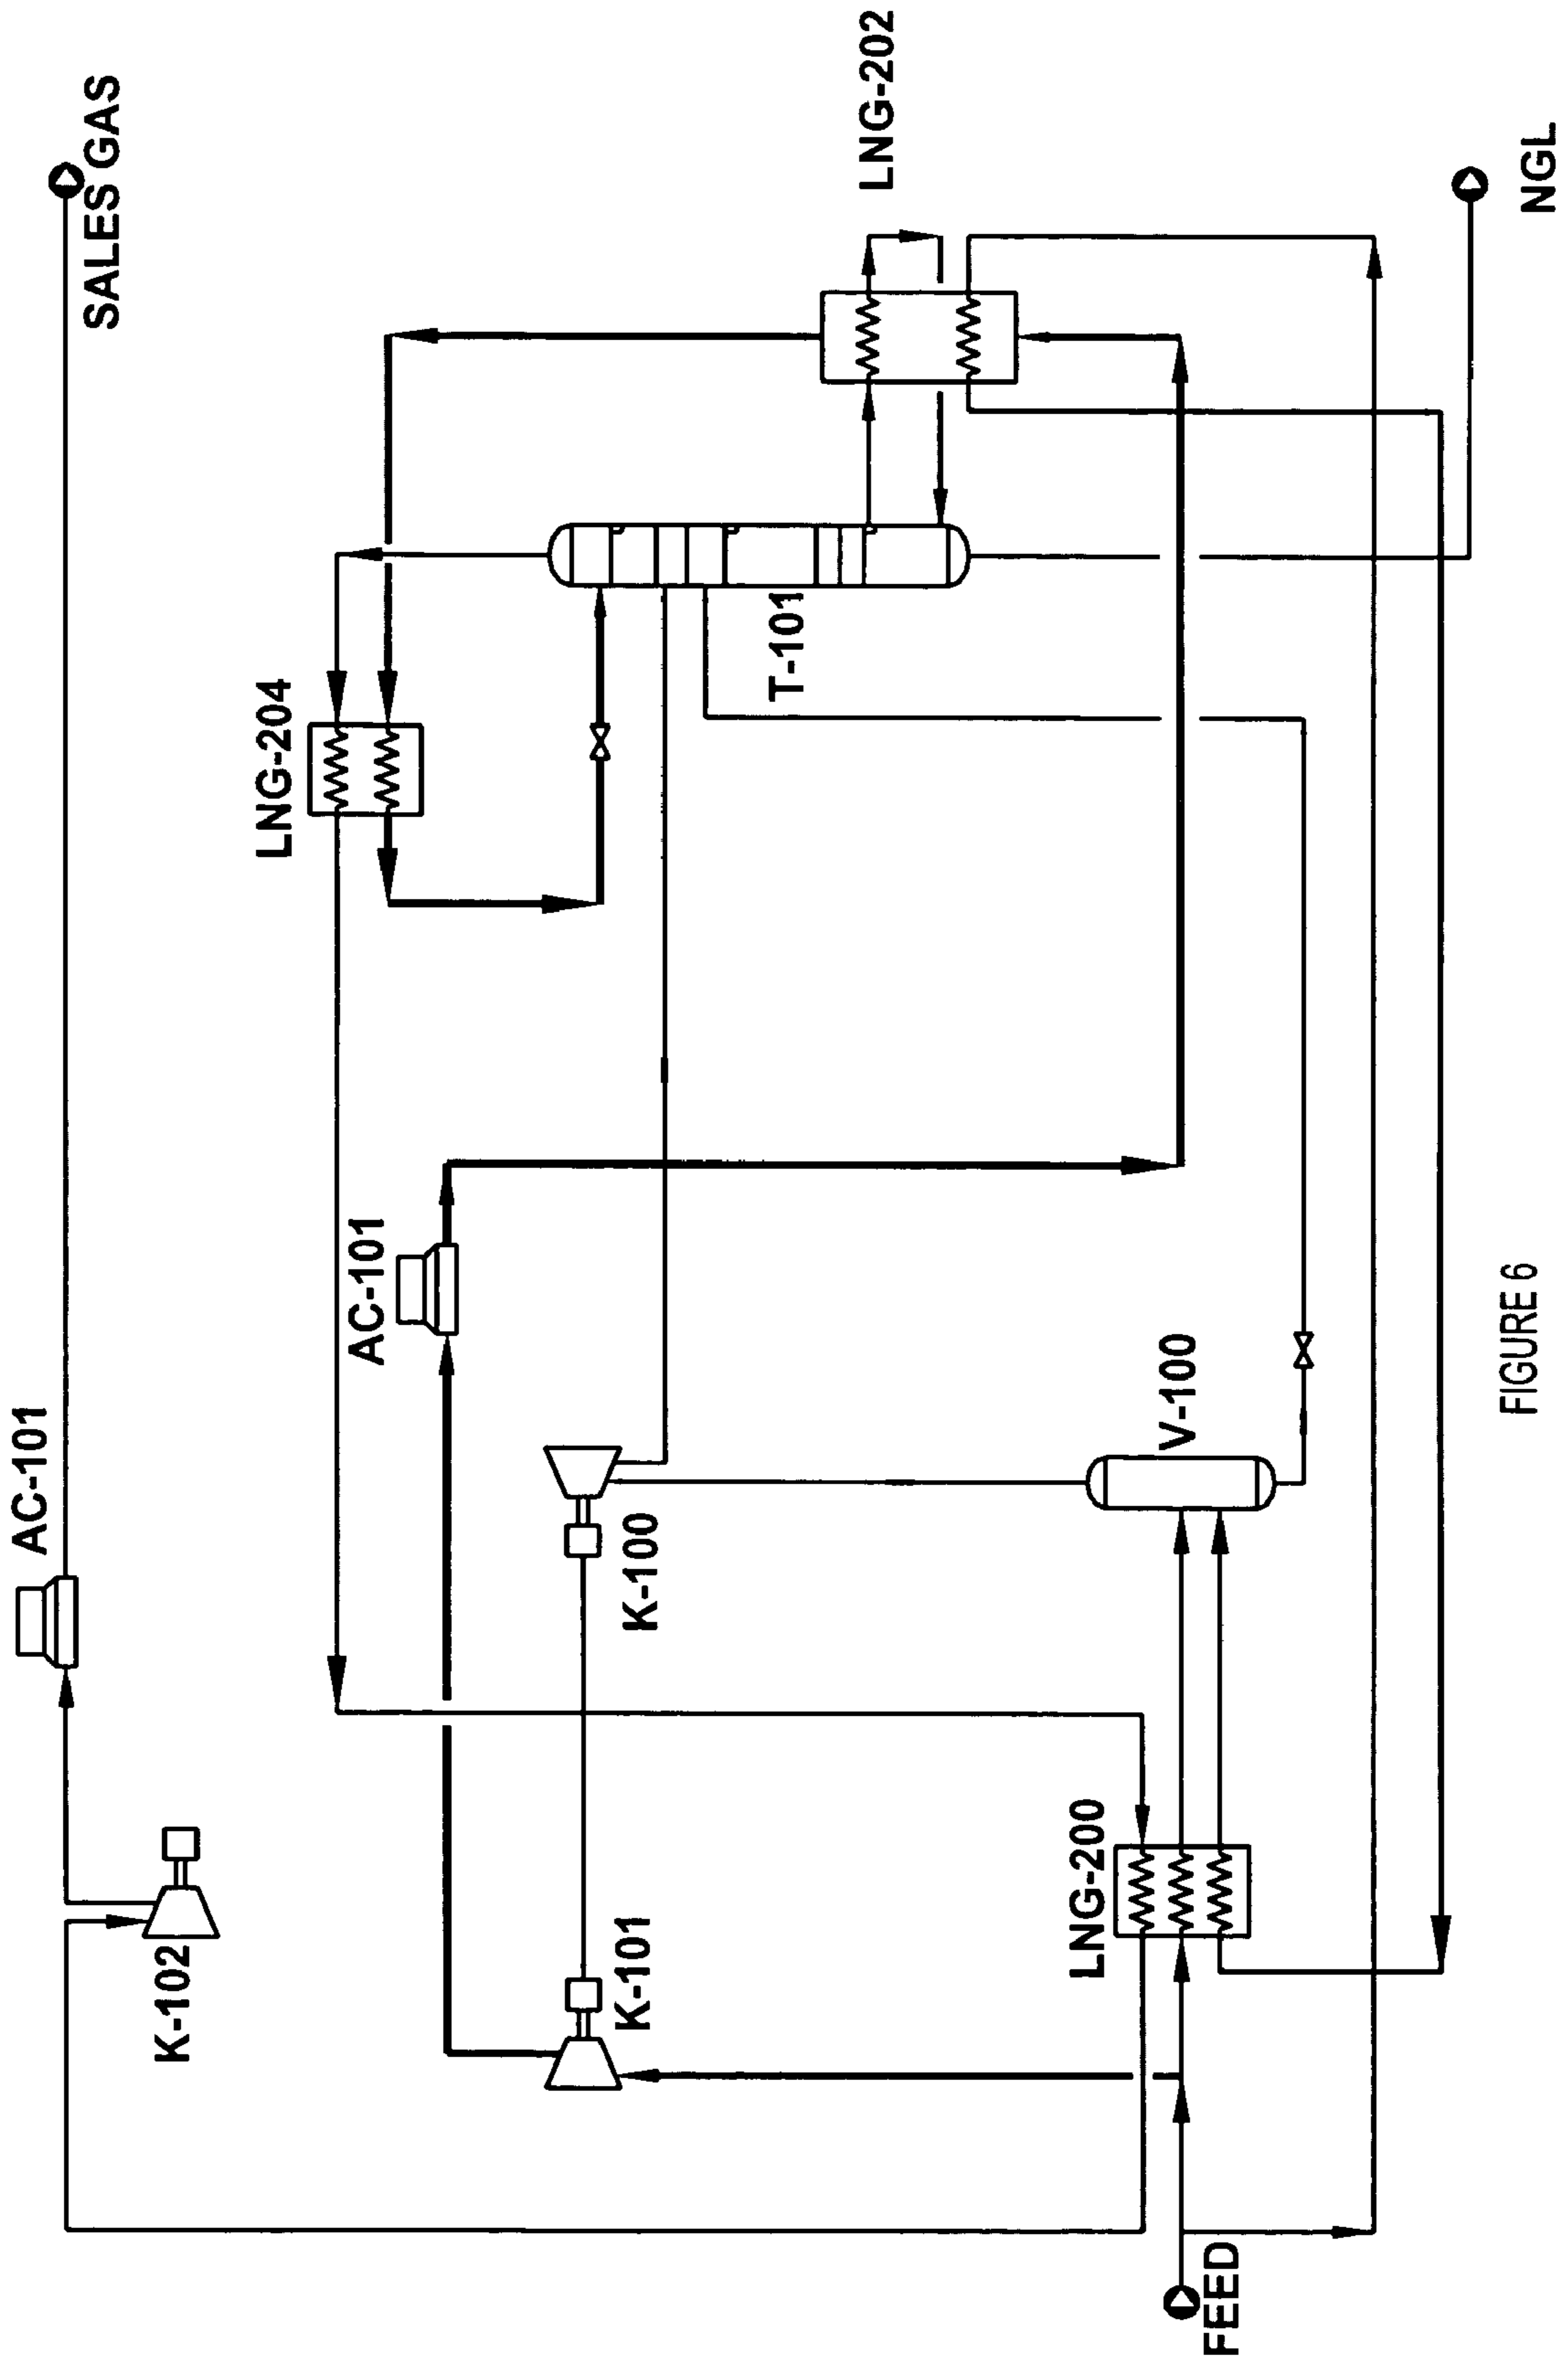 SALES GAS
AC-101
K-102
LNG-204
AC-101
LNG-202
K-100
K-101
T-101
LNG-200
V-100
FEED
NGL
FIGURE 6